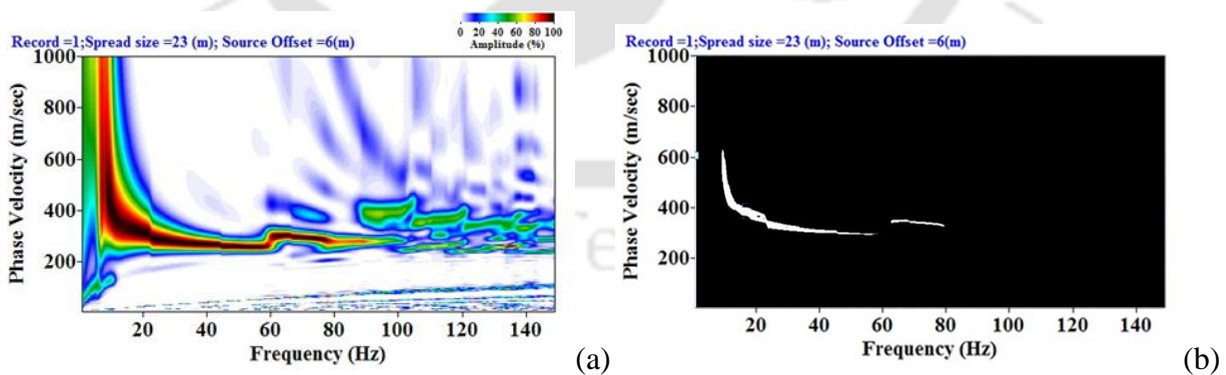 0 20 40 60 80 100
Amplitude (%)
Record =1;Spread size =23 (m); Source Offset =6(m)
1000
800
600
400
200
Phase Velocity (m/sec)
20 40 60 80 100 120 140
Frequency (Hz)
(a)
Record =1;Spread size =23 (m); Source Offset =6(m)
1000
800
600
400
200
Phase Velocity (m/sec)
20 40 60 80 100 120 140
Frequency (Hz)
(b)